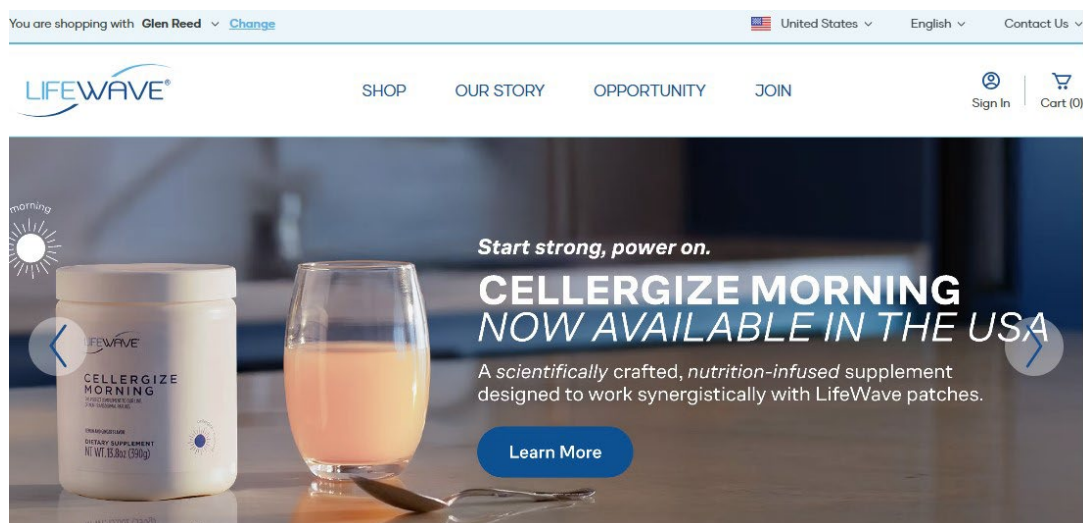 You are shopping with Glen Reed Change
United States
English
Contact Us
LIFEWAVE®
SHOP
OUR STORY
OPPORTUNITY
JOIN
Sign In
Cart (0)
morning
Start strong, power on.
CELLERGIZE MORNING
NOW AVAILABLE IN THE USA
A scientifically crafted, nutrition-infused supplement
designed to work synergistically with LifeWave patches.
Learn More
LIFEWAVE
CELLERGIZE
MORNING
DIETARY SUPPLEMENT
NT WT. 13.8oz (390g)